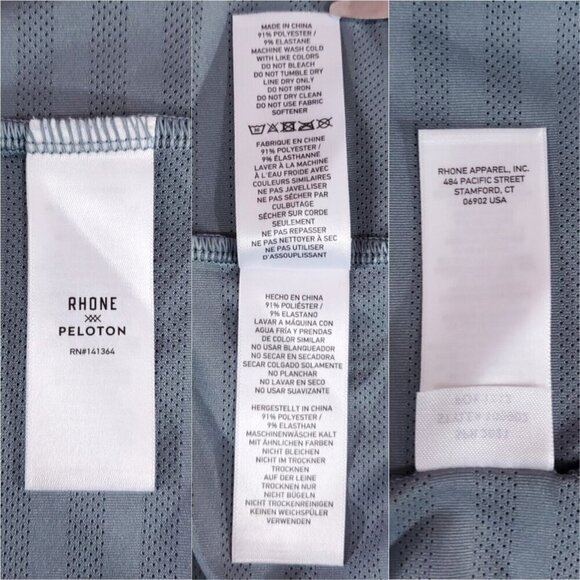 RHONE
XXX
PELOTON
RN#141364
MADE IN CHINA
91% POLYESTER /
9% ELASTANE
MACHINE WASH COLD
WITH LIKE COLORS
DO NOT BLEACH
DO NOT TUMBLE DRY
LINE DRY ONLY
DO NOT IRON
DO NOT DRY CLEAN
DO NOT USE FABRIC
SOFTENER
FABRIQUE EN CHINE
91% POLYESTER /
9% ÉLASTHANNE
LAVER À LA MACHINE
À L'EAU FROIDE AVEC
COULEURS SIMILAIRES
NE PAS JAVELLISER
NE PAS SÉCHER PAR
CULBUTAGE
SÉCHER SUR CORDE
SEULEMENT
NE PAS REPASSER
NE PAS NETTOYER À SEC
NE PAS UTILISER
D'ASSOUPLISSANT
HECHO EN CHINA
91% POLIÉSTER /
9% ELASTANO
LAVAR A MÁQUINA CON
AGUA FRÍA Y PRENDAS
DE COLOR SIMILAR
NO USAR BLANQUEADOR
NO SECAR EN SECADORA
SECAR COLGADO SOLAMENTE
NO PLANCHAR
NO LAVAR EN SECO
NO USAR SUAVIZANTE
HERGESTELLT IN CHINA
91% POLYESTER /
9% ELASTHAN
MASCHINENWÄSCHE KALT
MIT ÄHNLICHEN FARBEN
NICHT BLEICHEN
NICHT IM TROCKNER
TROCKNEN
AUF DER LEINE
TROCKNEN NUR
NICHT BÜGELN
NICHT TROCKENREINIGEN
KEINEN WEICHSPÜLER
VERWENDEN
RHONE APPAREL, INC.
484 PACIFIC STREET
STAMFORD, CT
06902 USA